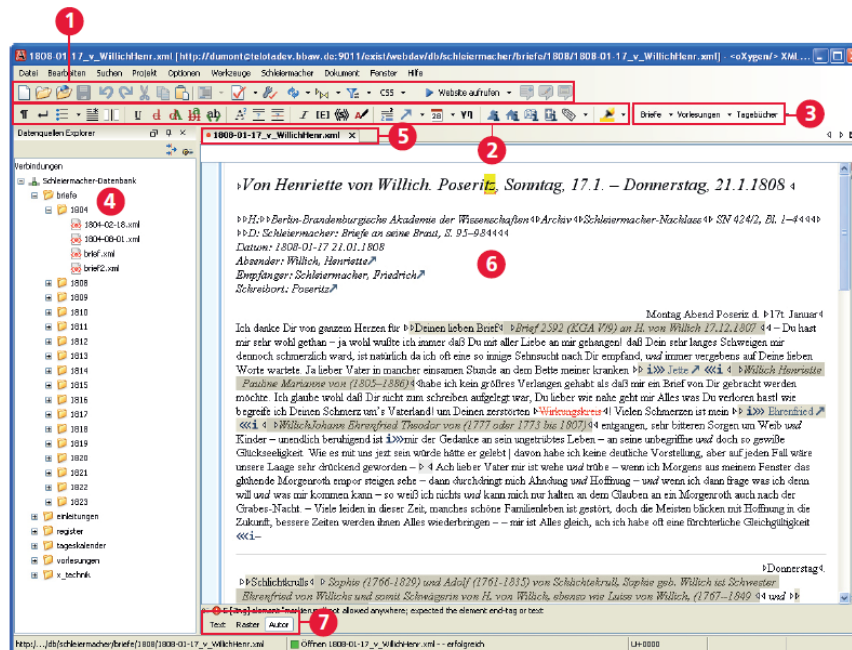 1
1808-01-17_v_WillichHenr.xml [http://dumont@telotadev.bbaw.de:9011/exist/webdav/db/schleiermacher/briefe/1808/1808-01-17_v_WillichHenr.xml] - <oXygen/> XML ...
Datei Bearbeiten Suchen Projekt Optionen Werkzeuge Schleiermacher Dokument Fenster Hilfe
CSS Website aufrufen
3
Briefe Vorlesungen Tagebücher
2
Datenquellen Explorer
1808-01-17_v_WillichHenr.xml
5
Verbindungen
Schleiermacher-Datenbank
briefe
4
1804
1804-02-18.xml
1804-08-01.xml
brief.xml
brief2.xml
1808
1809
1810
1811
1812
1813
1814
1815
1816
1817
1818
1819
1820
1821
1822
1823
einleitungen
register
tageskalender
vorlesungen
x_technik
Von Henriette von Willich. Poseritz, Sonntag, 17.1. – Donnerstag, 21.1.1808
H: Berlin-Brandenburgische Akademie der Wissenschaften Archiv Schleiermacher-Nachlass SN 424/2, Bl. 1–4
D: Schleiermacher: Briefe an seine Braut, S. 95–98
6
Datum: 1808-01-17 21.01.1808
Absender: Willich, Henriette
Empfänger: Schleiermacher, Friedrich
Schreibort: Poseritz
Montag Abend Poseriz d. 17t. Januar
Ich danke Dir von ganzem Herzen für Deinen lieben Brief Brief 2592 (KGA V/9) an H. von Willich 17.12.1807 – Du hast
mir sehr wohl gethan – ja wohl wußte ich immer daß Du mit aller Liebe an mir gehangen! daß Dein sehr langes Schweigen mir
dennoch schmerzlich ward, ist natürlich da ich oft eine so innige Sehnsucht nach Dir empfand, und immer vergebens auf Deine lieben
Worte wartete. Ja lieber Vater in mancher einsamen Stunde an dem Bette meiner kranken i Jette i Willich Henriette
Pauline Marianne von (1805–1886) habe ich kein größres Verlangen gehabt als daß mir ein Brief von Dir gebracht werden
möchte. Ich glaube wohl daß Dir nicht zum schreiben aufgelegt war, Du lieber wie nahe geht mir Alles was Du verloren hast! wie
begreife ich Deinen Schmerz um's Vaterland! um Deinen zerstörten Wirkungskreis! Vielen Schmerzen ist mein i Ehrenfried
i Willich Johann Ehrenfried Theodor von (1777 oder 1773 bis 1807) entgangen, sehr bitteren Sorgen um Weib und
Kinder – unendlich beruhigend ist i mir der Gedanke an sein ungetrübtes Leben – an seine unbegriffne und doch so gewiße
Glückseeligkeit. Wie es mit uns jezt sein würde hätte er gelebt | davon habe ich keine deutliche Vorstellung, aber auf jeden Fall wäre
unsere Laage sehr drückend geworden – Ach lieber Vater mir ist wehe und trübe – wenn ich Morgens aus meinem Fenster das
glühende Morgenroth empor steigen sehe – dann durchdringt mich Ahndung und Hoffnung – und wenn ich dann frage was ich denn
will und was mir kommen kann – so weiß ich nichts und kann mich nur halten an dem Glauben an ein Morgenroth auch nach der
Grabes-Nacht. – Viele leiden in dieser Zeit, manches schöne Familienleben ist gestört, doch die Meisten blicken mit Hoffnung in die
Zukunft, bessere Zeiten werden ihnen Alles wiederbringen – – mir ist Alles gleich, ach ich habe oft eine fürchterliche Gleichgültigkeit
i–
Donnerstag.
Schlichtkrulls Sophie (1766-1829) und Adolf (1761-1835) von Schlichtekrull, Sophie geb. Willich ist Schwester
Ehrenfried von Willichs und somit Schwägerin von H. von Willich, ebenso wie Luise von Willich, (1767–1849 und
not allowed anywhere; expected the element end-tag or text
Text Raster Autor
7
http:/.../db/schleiermacher/briefe/1808/1808-01-17_v_WillichHenr.xml Öffnen 1808-01-17_v_WillichHenr.xml -- erfolgreich U+0000